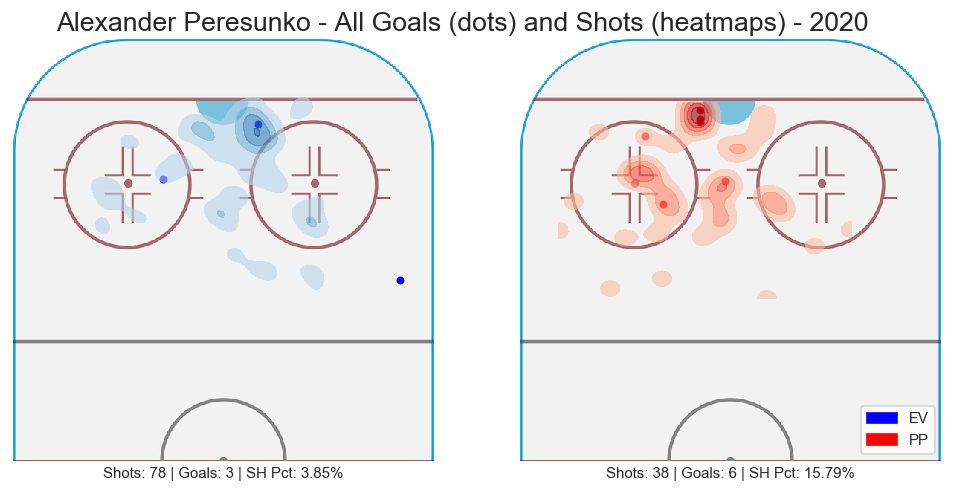 Alexander Peresunko - All Goals (dots) and Shots (heatmaps) - 2020
EV
PP
Shots: 78 | Goals: 3 | SH Pct: 3.85%
Shots: 38 | Goals: 6 | SH Pct: 15.79%